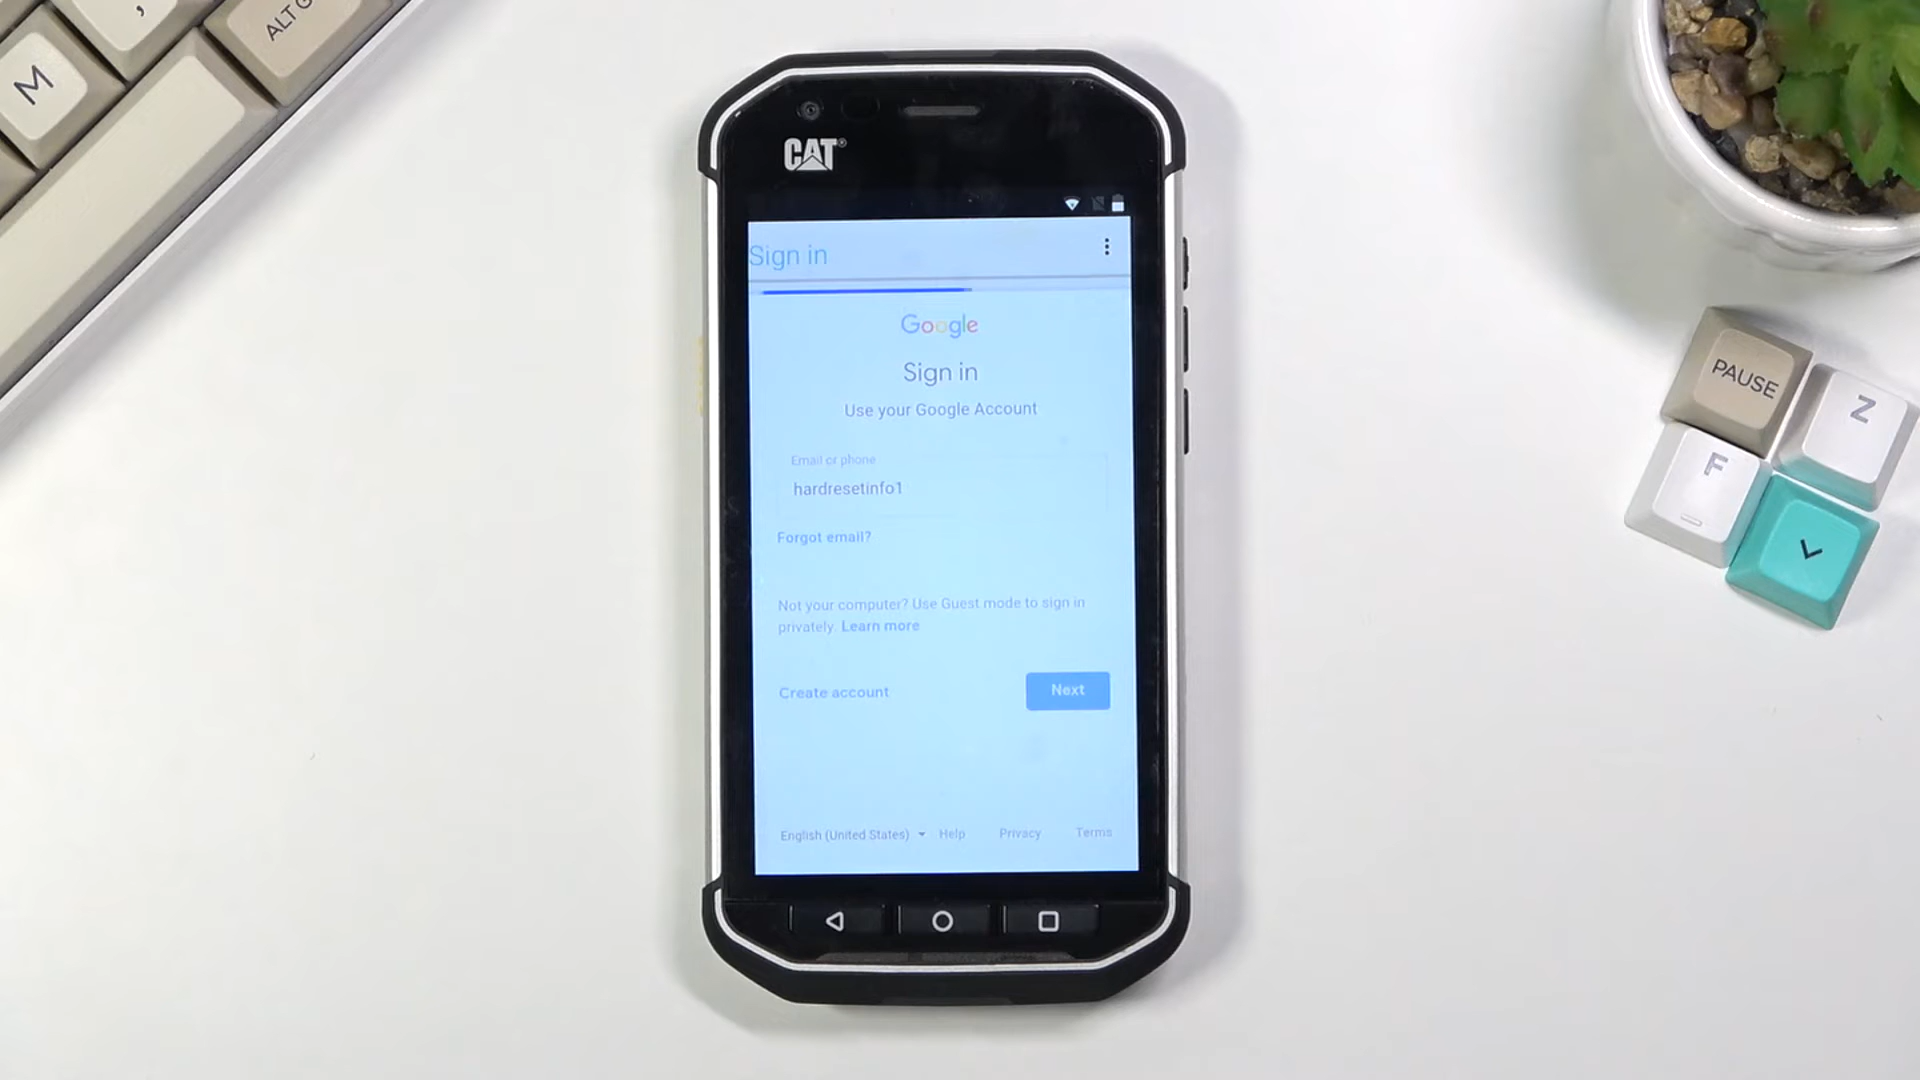 M
,
ALT G
CAT®
Sign in
Google
Sign in
Use your Google Account
Email or phone
hardresetinfo1
Forgot email?
Not your computer? Use Guest mode to sign in
privately. Learn more
Create account
Next
English (United States)
Help
Privacy
Terms
PAUSE
Z
F